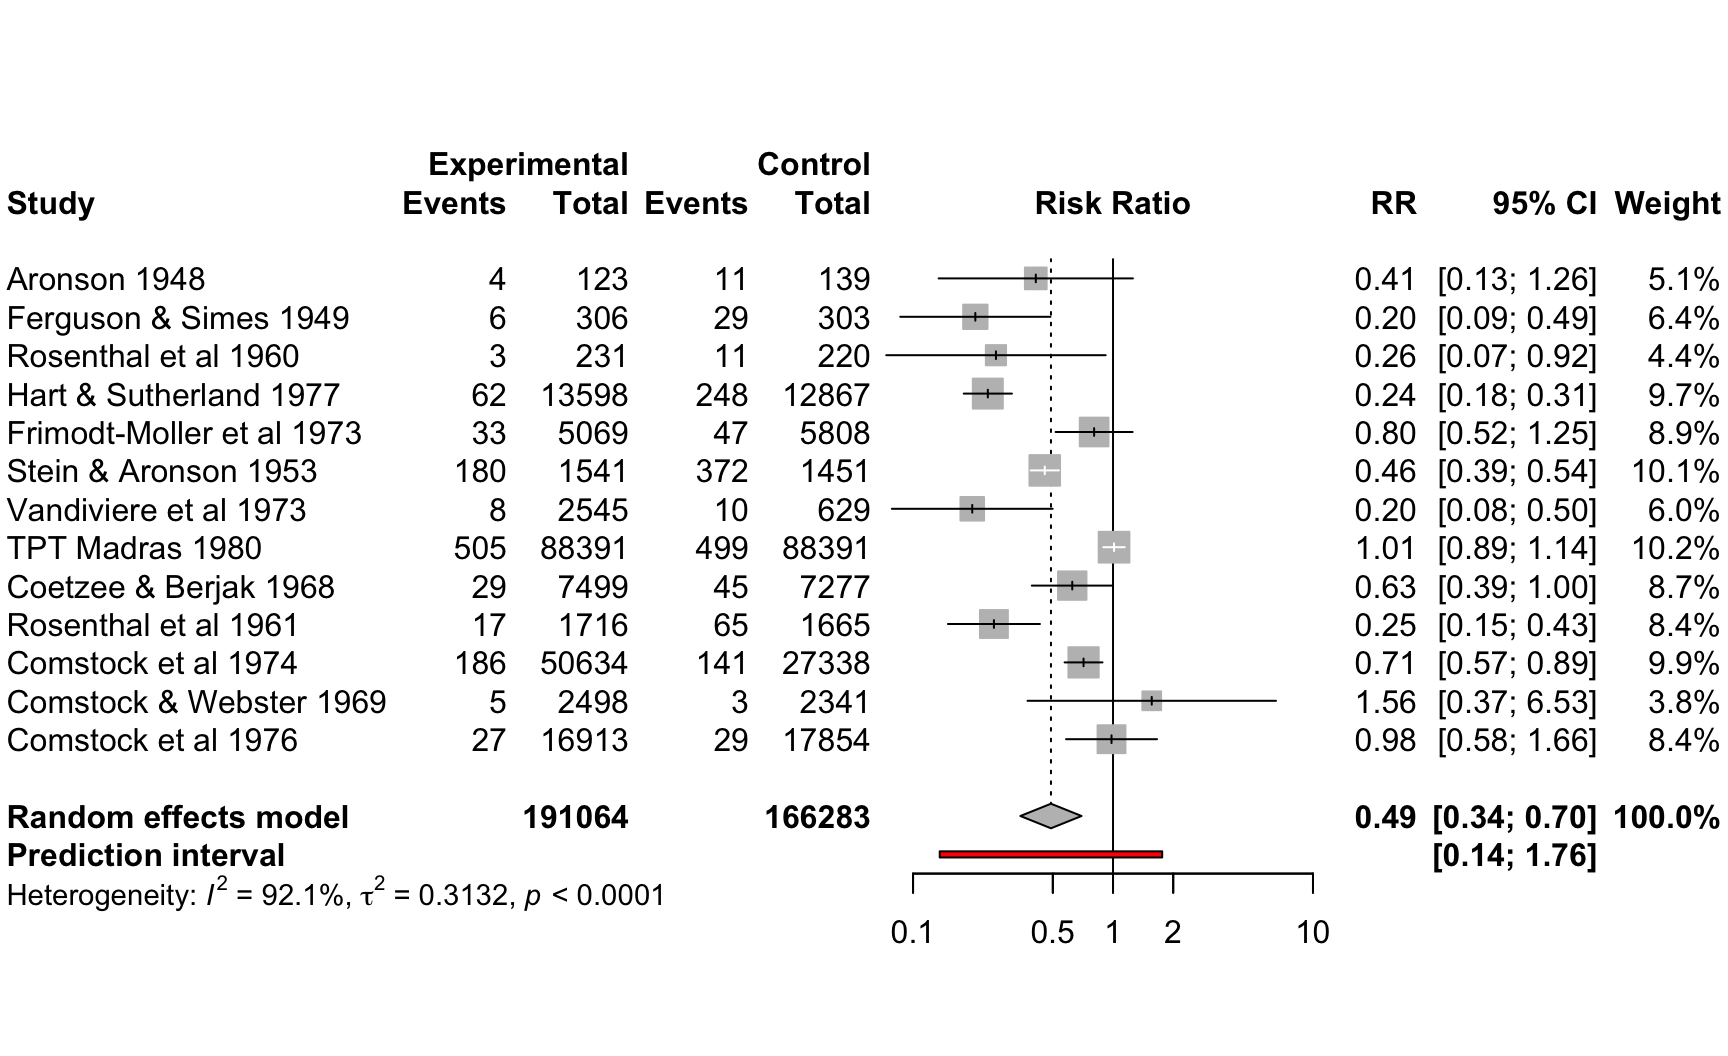 Experimental Control
Study Events Total Events Total Risk Ratio RR 95% CI Weight
Aronson 1948 4 123 11 139 0.41 [0.13; 1.26] 5.1%
Ferguson & Simes 1949 6 306 29 303 0.20 [0.09; 0.49] 6.4%
Rosenthal et al 1960 3 231 11 220 0.26 [0.07; 0.92] 4.4%
Hart & Sutherland 1977 62 13598 248 12867 0.24 [0.18; 0.31] 9.7%
Frimodt-Moller et al 1973 33 5069 47 5808 0.80 [0.52; 1.25] 8.9%
Stein & Aronson 1953 180 1541 372 1451 0.46 [0.39; 0.54] 10.1%
Vandiviere et al 1973 8 2545 10 629 0.20 [0.08; 0.50] 6.0%
TPT Madras 1980 505 88391 499 88391 1.01 [0.89; 1.14] 10.2%
Coetzee & Berjak 1968 29 7499 45 7277 0.63 [0.39; 1.00] 8.7%
Rosenthal et al 1961 17 1716 65 1665 0.25 [0.15; 0.43] 8.4%
Comstock et al 1974 186 50634 141 27338 0.71 [0.57; 0.89] 9.9%
Comstock & Webster 1969 5 2498 3 2341 1.56 [0.37; 6.53] 3.8%
Comstock et al 1976 27 16913 29 17854 0.98 [0.58; 1.66] 8.4%
Random effects model 191064 166283 0.49 [0.34; 0.70] 100.0%
Prediction interval [0.14; 1.76]
Heterogeneity: I² = 92.1%, τ² = 0.3132, p < 0.0001
0.1 0.5 1 2 10